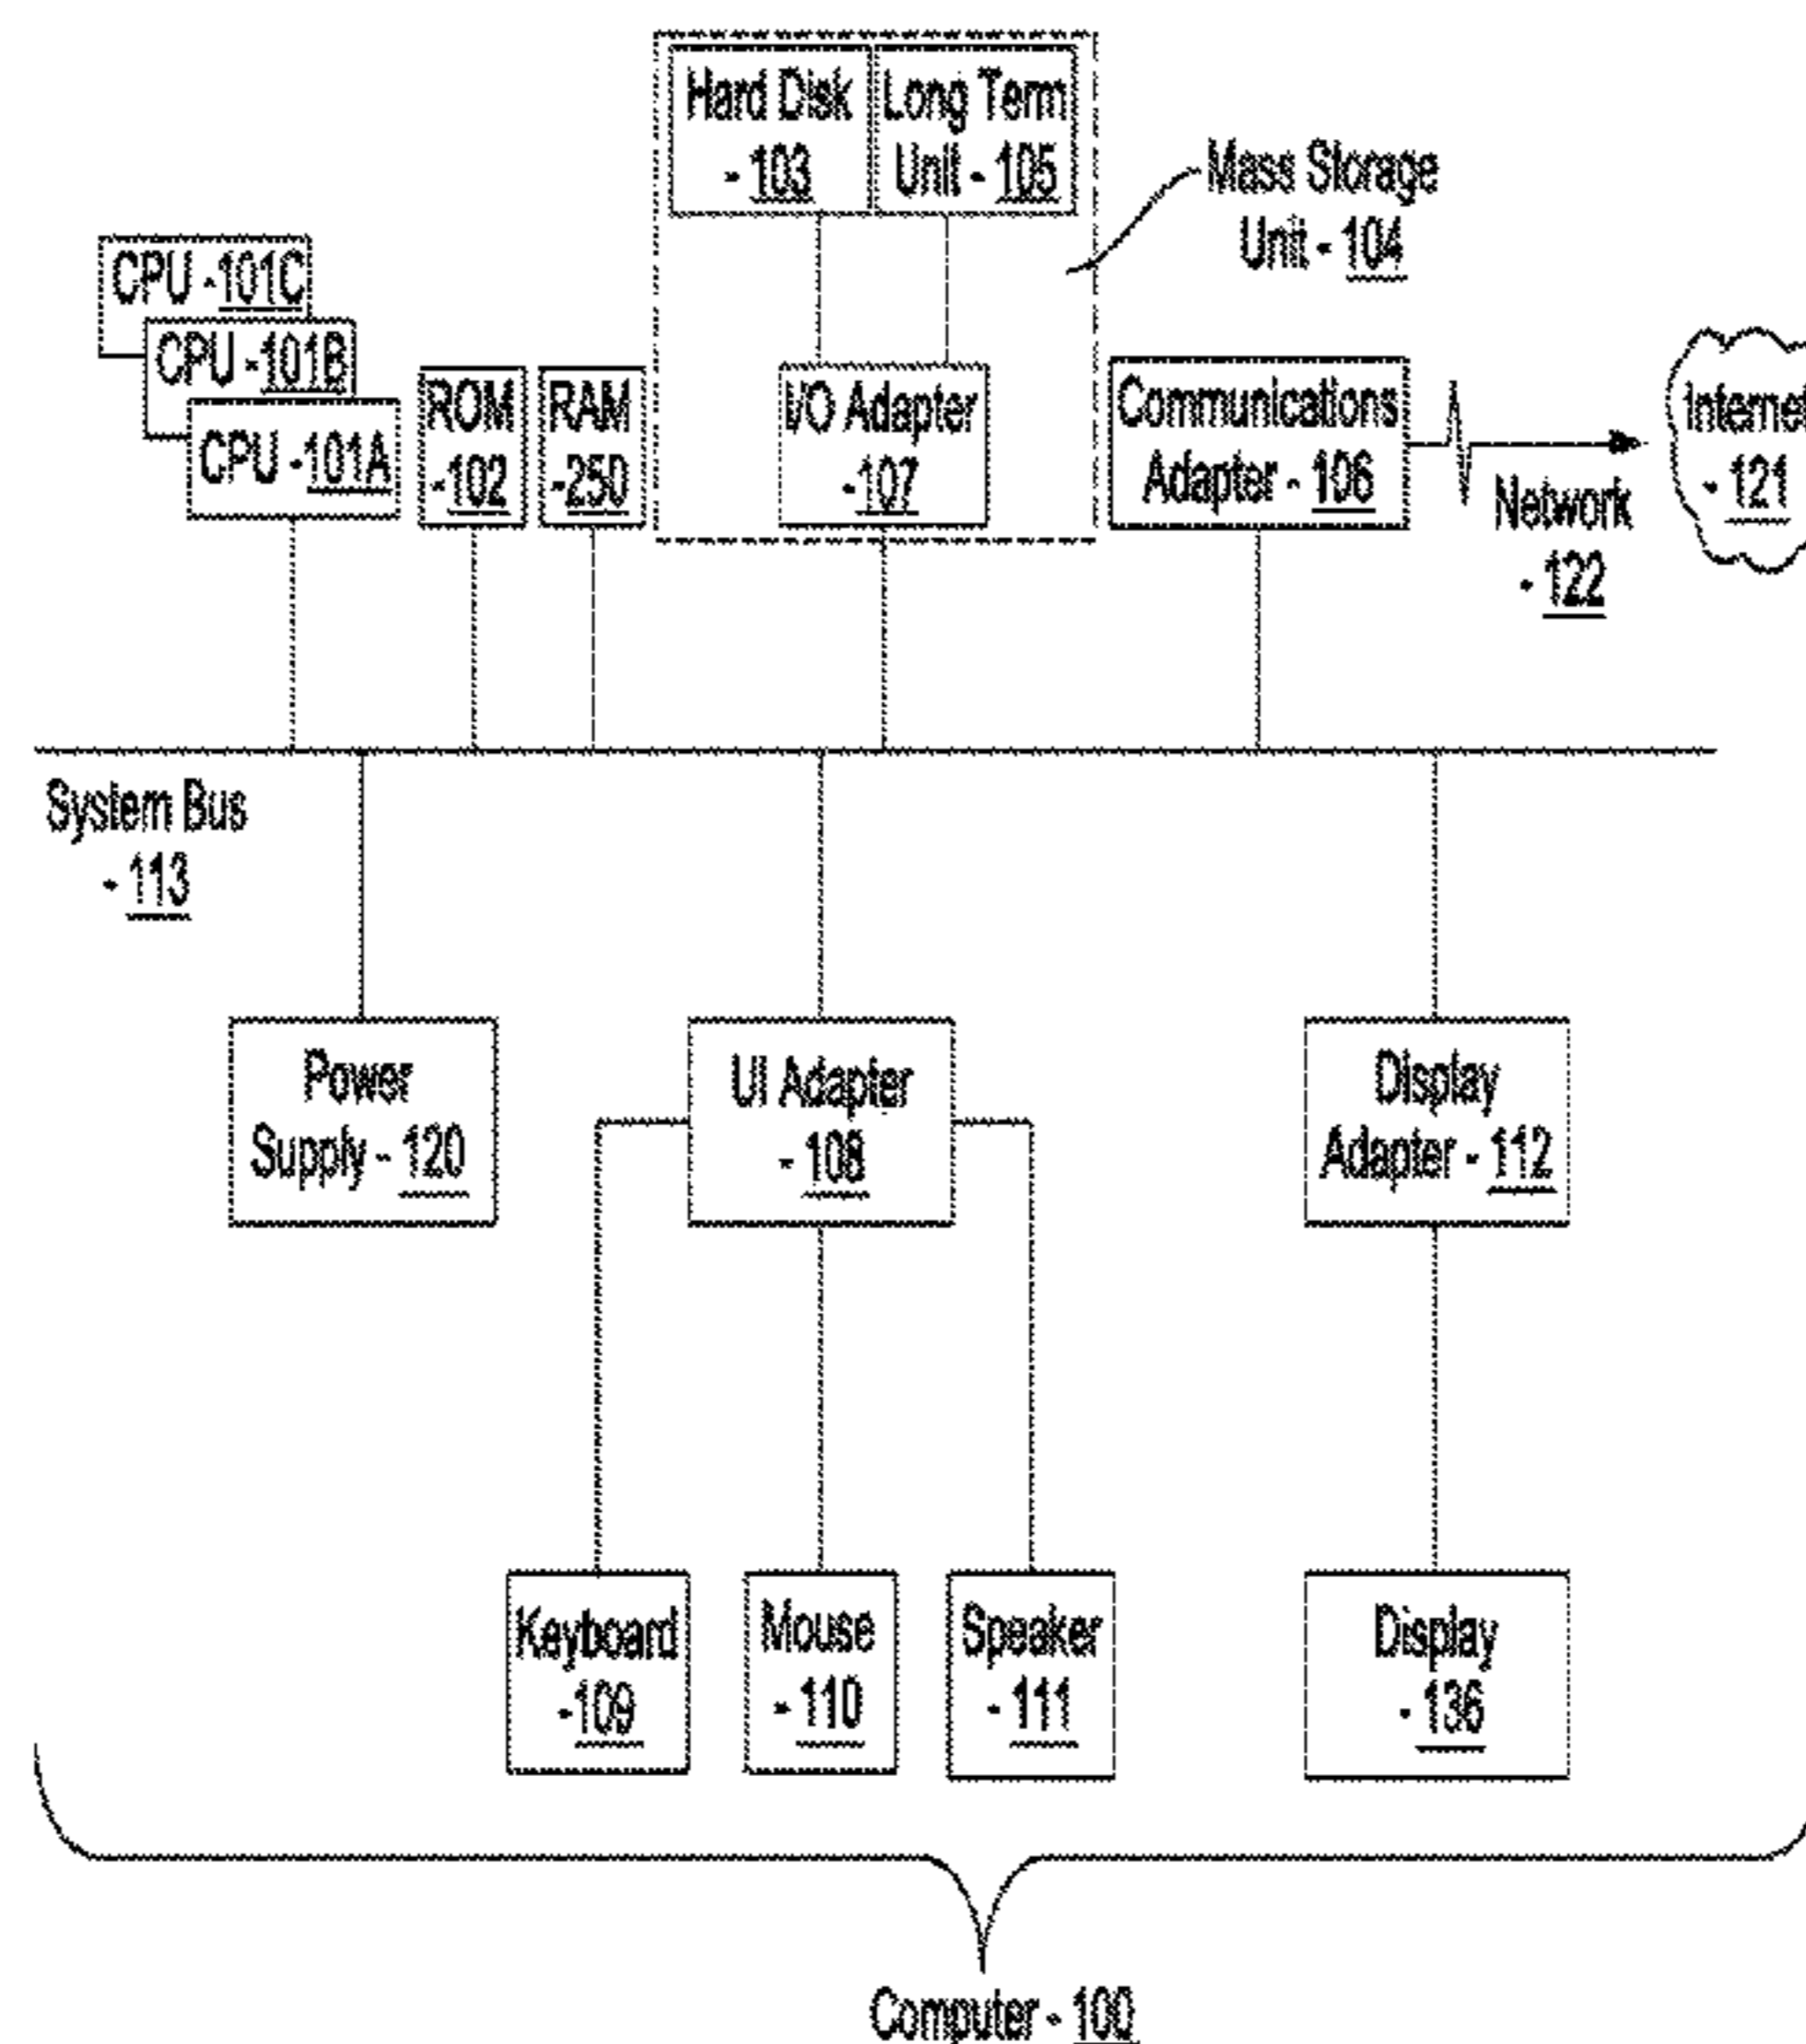 Hard Disk
- 103
Long Term
Unit - 105
Mass Storage
Unit - 104
CPU - 101C
CPU - 101B
CPU - 101A
ROM
- 102
RAM
- 250
I/O Adapter
- 107
Communications
Adapter - 106
Network
- 122
Internet
- 121
System Bus
- 113
Power
Supply - 120
UI Adapter
- 108
Display
Adapter - 112
Keyboard
- 109
Mouse
- 110
Speaker
- 111
Display
- 136
Computer - 100